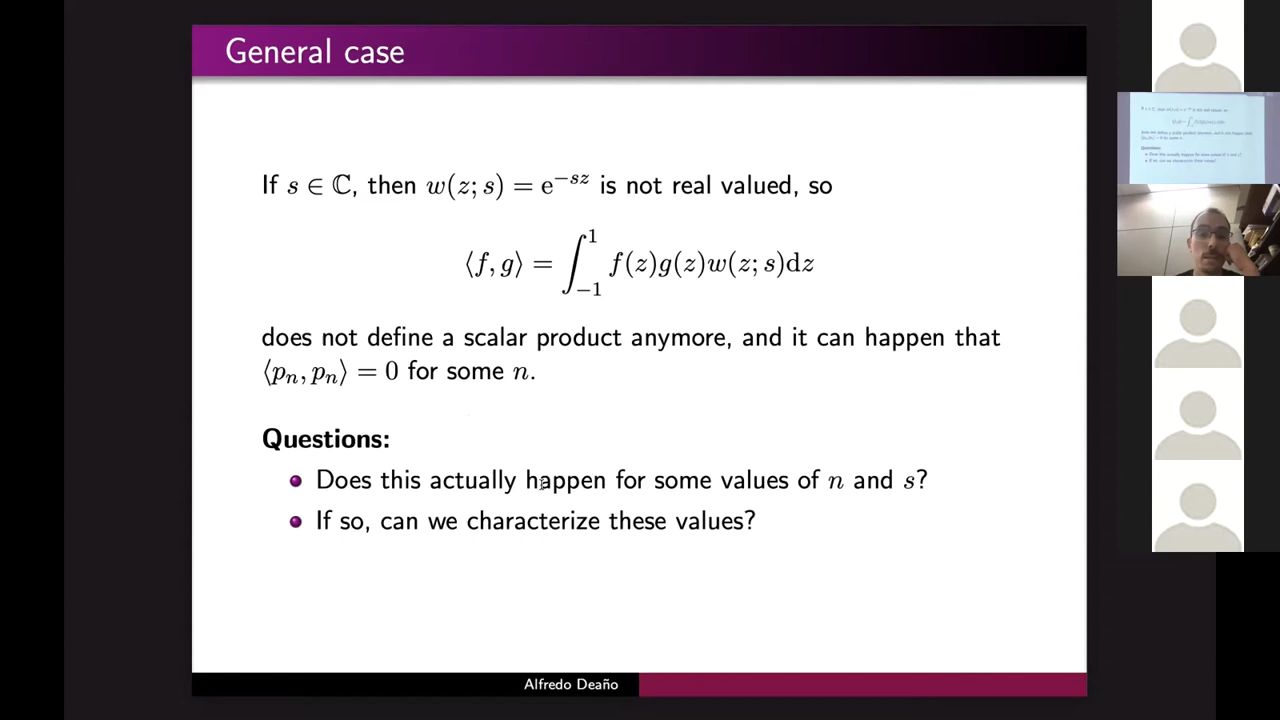 General case
If s ∈ ℂ, then w(z; s) = e^{−sz} is not real valued, so
⟨f, g⟩ = ∫_{−1}^{1} f(z)g(z)w(z; s)dz
does not define a scalar product anymore, and it can happen that
⟨p_n, p_n⟩ = 0 for some n.
Questions:
Does this actually happen for some values of n and s?
If so, can we characterize these values?
Alfredo Deaño